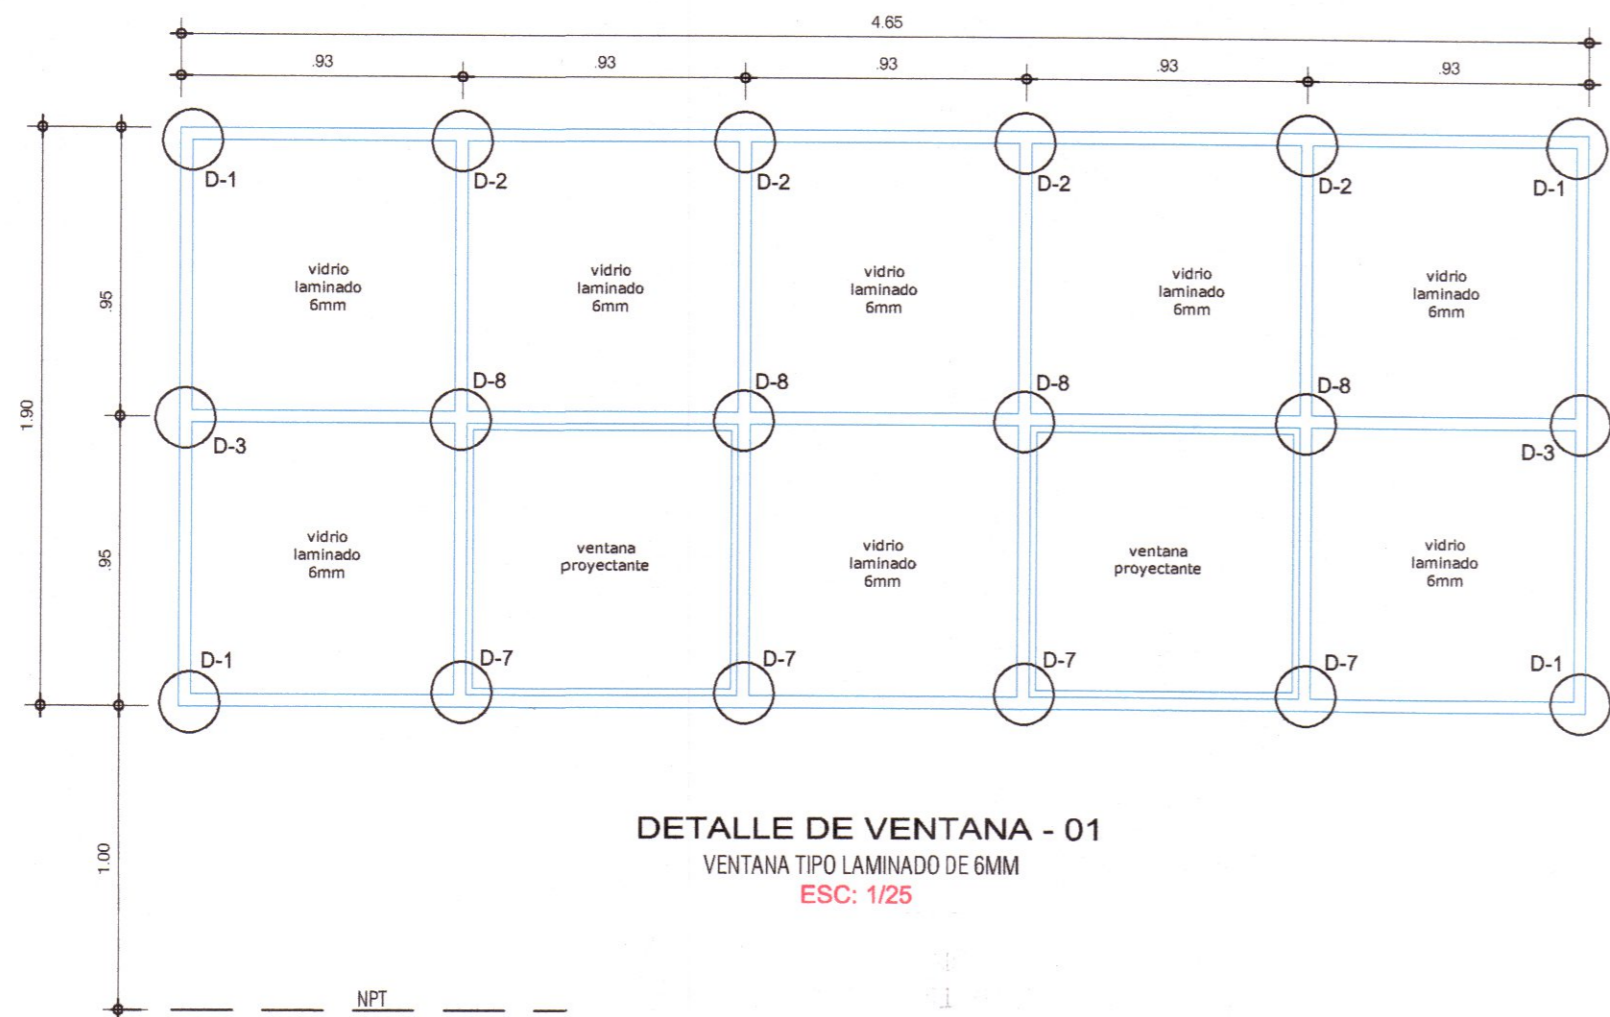 4.65
.93
.93
.93
.93
.93
D-1
D-2
D-2
D-2
D-2
D-1
vidrio
laminado
6mm
vidrio
laminado
6mm
vidrio
laminado
6mm
vidrio
laminado
6mm
vidrio
laminado
6mm
.95
1.90
D-8
D-8
D-8
D-8
D-3
D-3
vidrio
laminado
6mm
ventana
proyectante
vidrio
laminado
6mm
ventana
proyectante
vidrio
laminado
6mm
.95
D-1
D-7
D-7
D-7
D-7
D-1
1.00
DETALLE DE VENTANA - 01
VENTANA TIPO LAMINADO DE 6MM
ESC: 1/25
NPT